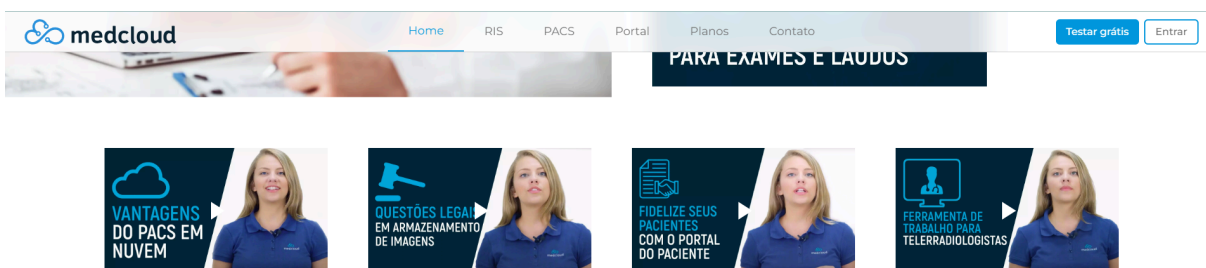 medcloud
Home RIS PACS Portal Planos Contato
Testar grátis Entrar
PARA EXAMES E LAUDOS
VANTAGENS
DO PACS EM
NUVEM
QUESTÕES LEGAIS
EM ARMAZENAMENTO
DE IMAGENS
FIDELIZE SEUS
PACIENTES
COM O PORTAL
DO PACIENTE
FERRAMENTA DE
TRABALHO PARA
TELERRADIOLOGISTAS